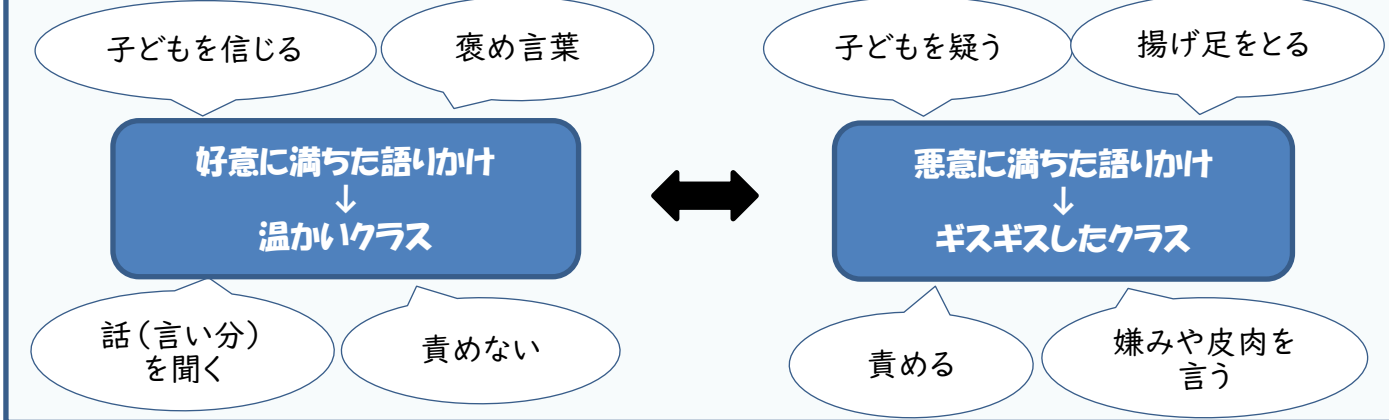 子どもを信じる
褒め言葉
好意に満ちた語りかけ
↓
温かいクラス
話(言い分)
を聞く
責めない
子どもを疑う
揚げ足をとる
悪意に満ちた語りかけ
↓
ギスギスしたクラス
責める
嫌みや皮肉を
言う